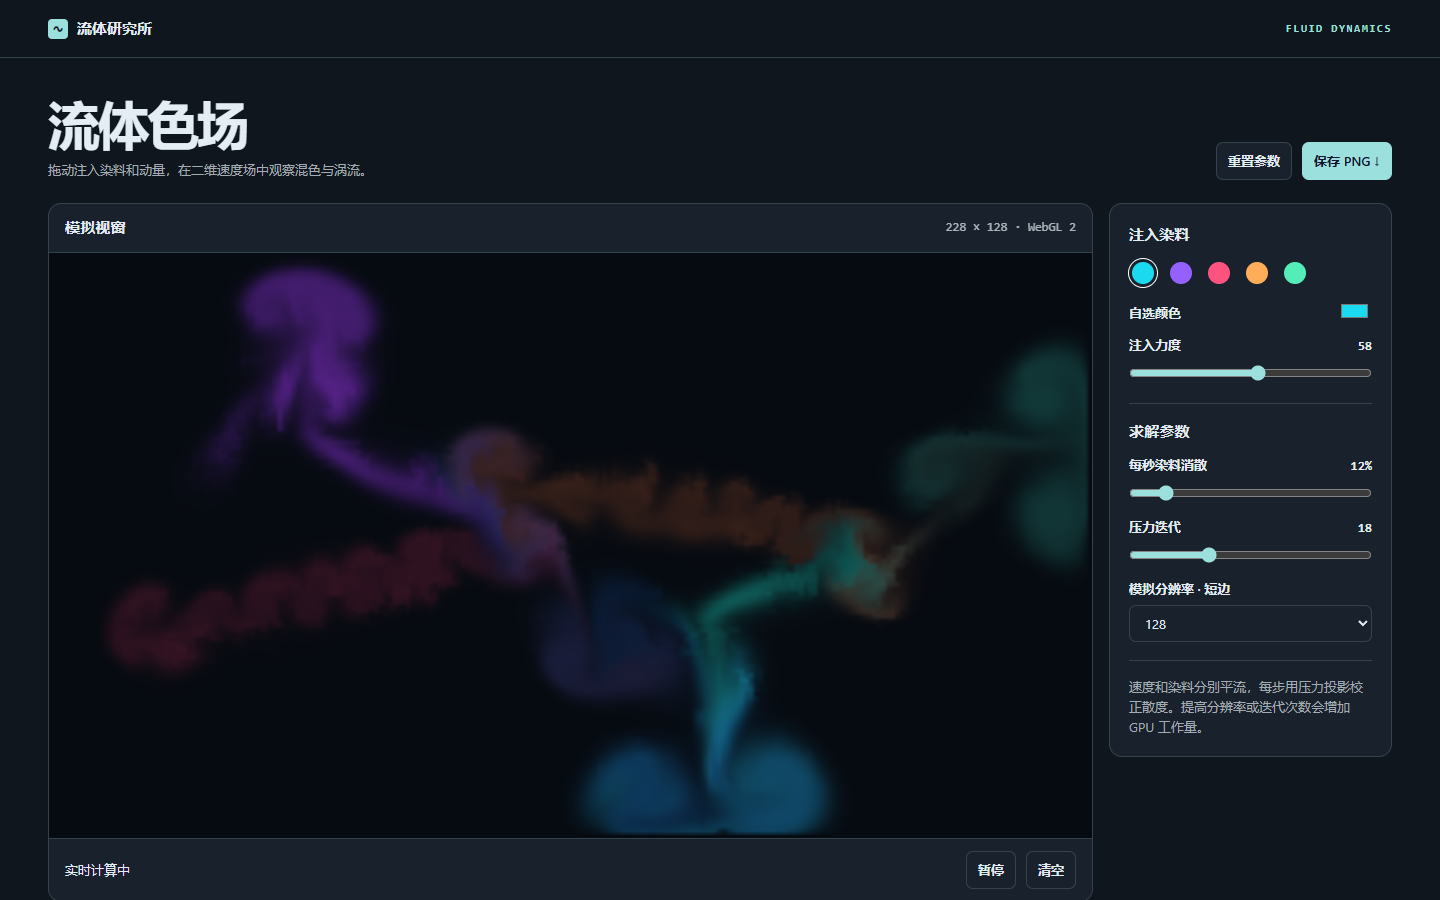 ~ 流体研究所
FLUID DYNAMICS
流体色场
拖动注入染料和动量，在二维速度场中观察混色与涡流。
重置参数
保存 PNG ↓
模拟视窗
228 × 128 · WebGL 2
注入染料
自选颜色
注入力度 58
求解参数
每秒染料消散 12%
压力迭代 18
模拟分辨率 · 短边
128
速度和染料分别平流，每步用压力投影校
正散度。提高分辨率或迭代次数会增加
GPU 工作量。
实时计算中
暂停
清空